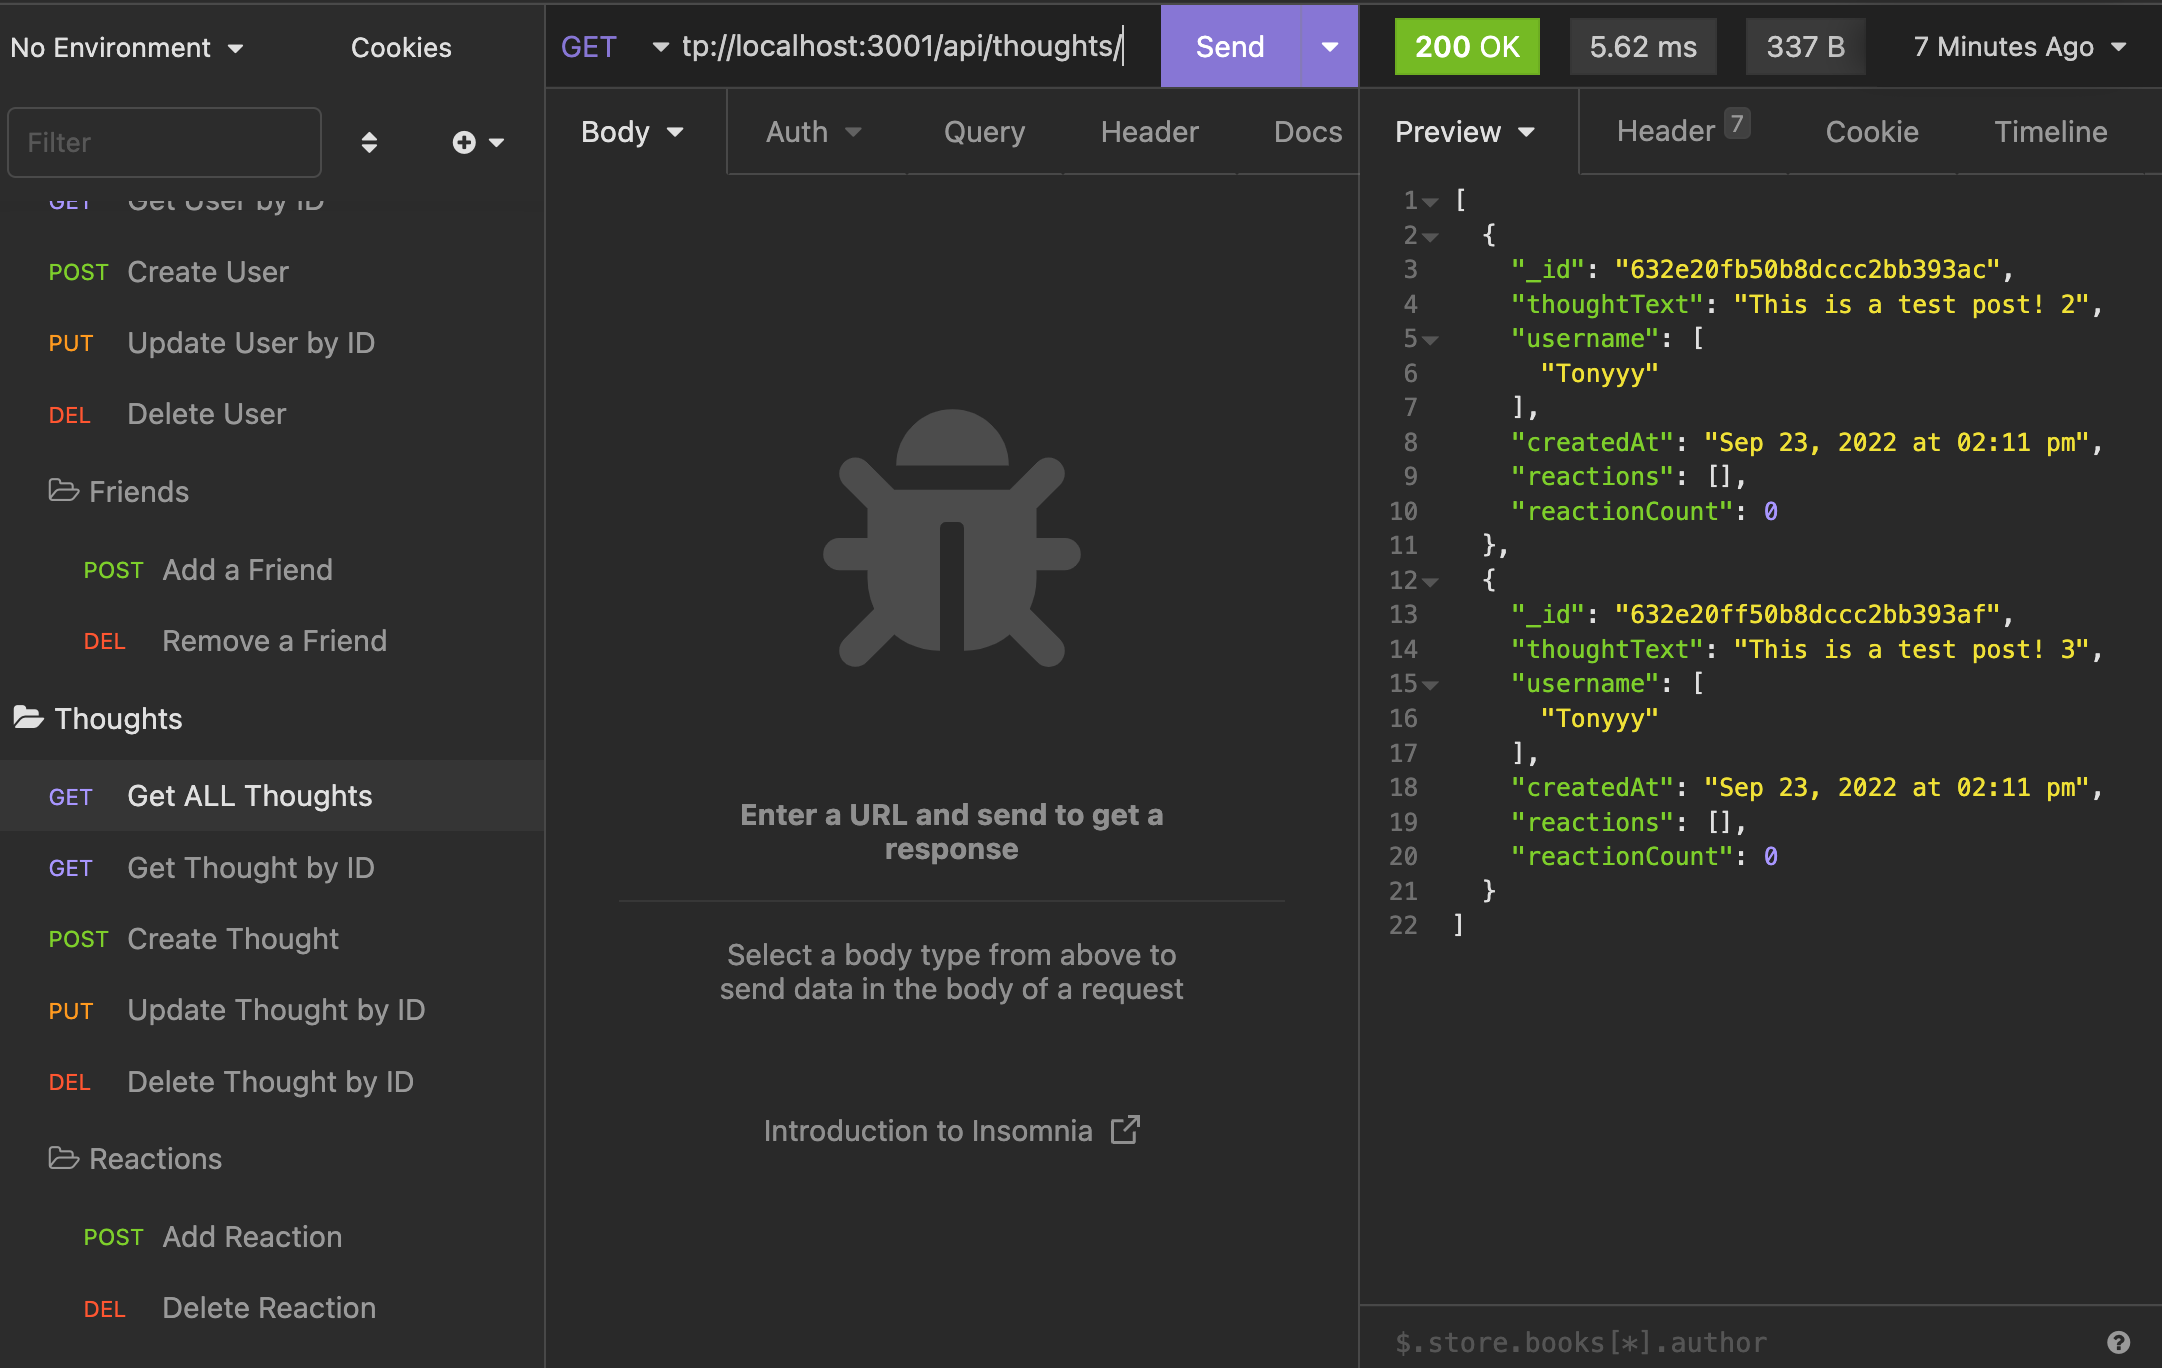 No Environment
Cookies
Filter
GET Get User by ID
POST Create User
PUT Update User by ID
DEL Delete User
Friends
POST Add a Friend
DEL Remove a Friend
Thoughts
GET Get ALL Thoughts
GET Get Thought by ID
POST Create Thought
PUT Update Thought by ID
DEL Delete Thought by ID
Reactions
POST Add Reaction
DEL Delete Reaction
GET tp://localhost:3001/api/thoughts/ Send
Body Auth Query Header Docs
Enter a URL and send to get a
response
Select a body type from above to
send data in the body of a request
Introduction to Insomnia
200 OK 5.62 ms 337 B 7 Minutes Ago
Preview Header 7 Cookie Timeline
1 [
2 {
3 "_id": "632e20fb50b8dccc2bb393ac",
4 "thoughtText": "This is a test post! 2",
5 "username": [
6 "Tonyyy"
7 ],
8 "createdAt": "Sep 23, 2022 at 02:11 pm",
9 "reactions": [],
10 "reactionCount": 0
11 },
12 {
13 "_id": "632e20ff50b8dccc2bb393af",
14 "thoughtText": "This is a test post! 3",
15 "username": [
16 "Tonyyy"
17 ],
18 "createdAt": "Sep 23, 2022 at 02:11 pm",
19 "reactions": [],
20 "reactionCount": 0
21 }
22 ]
$.store.books[*].author
?